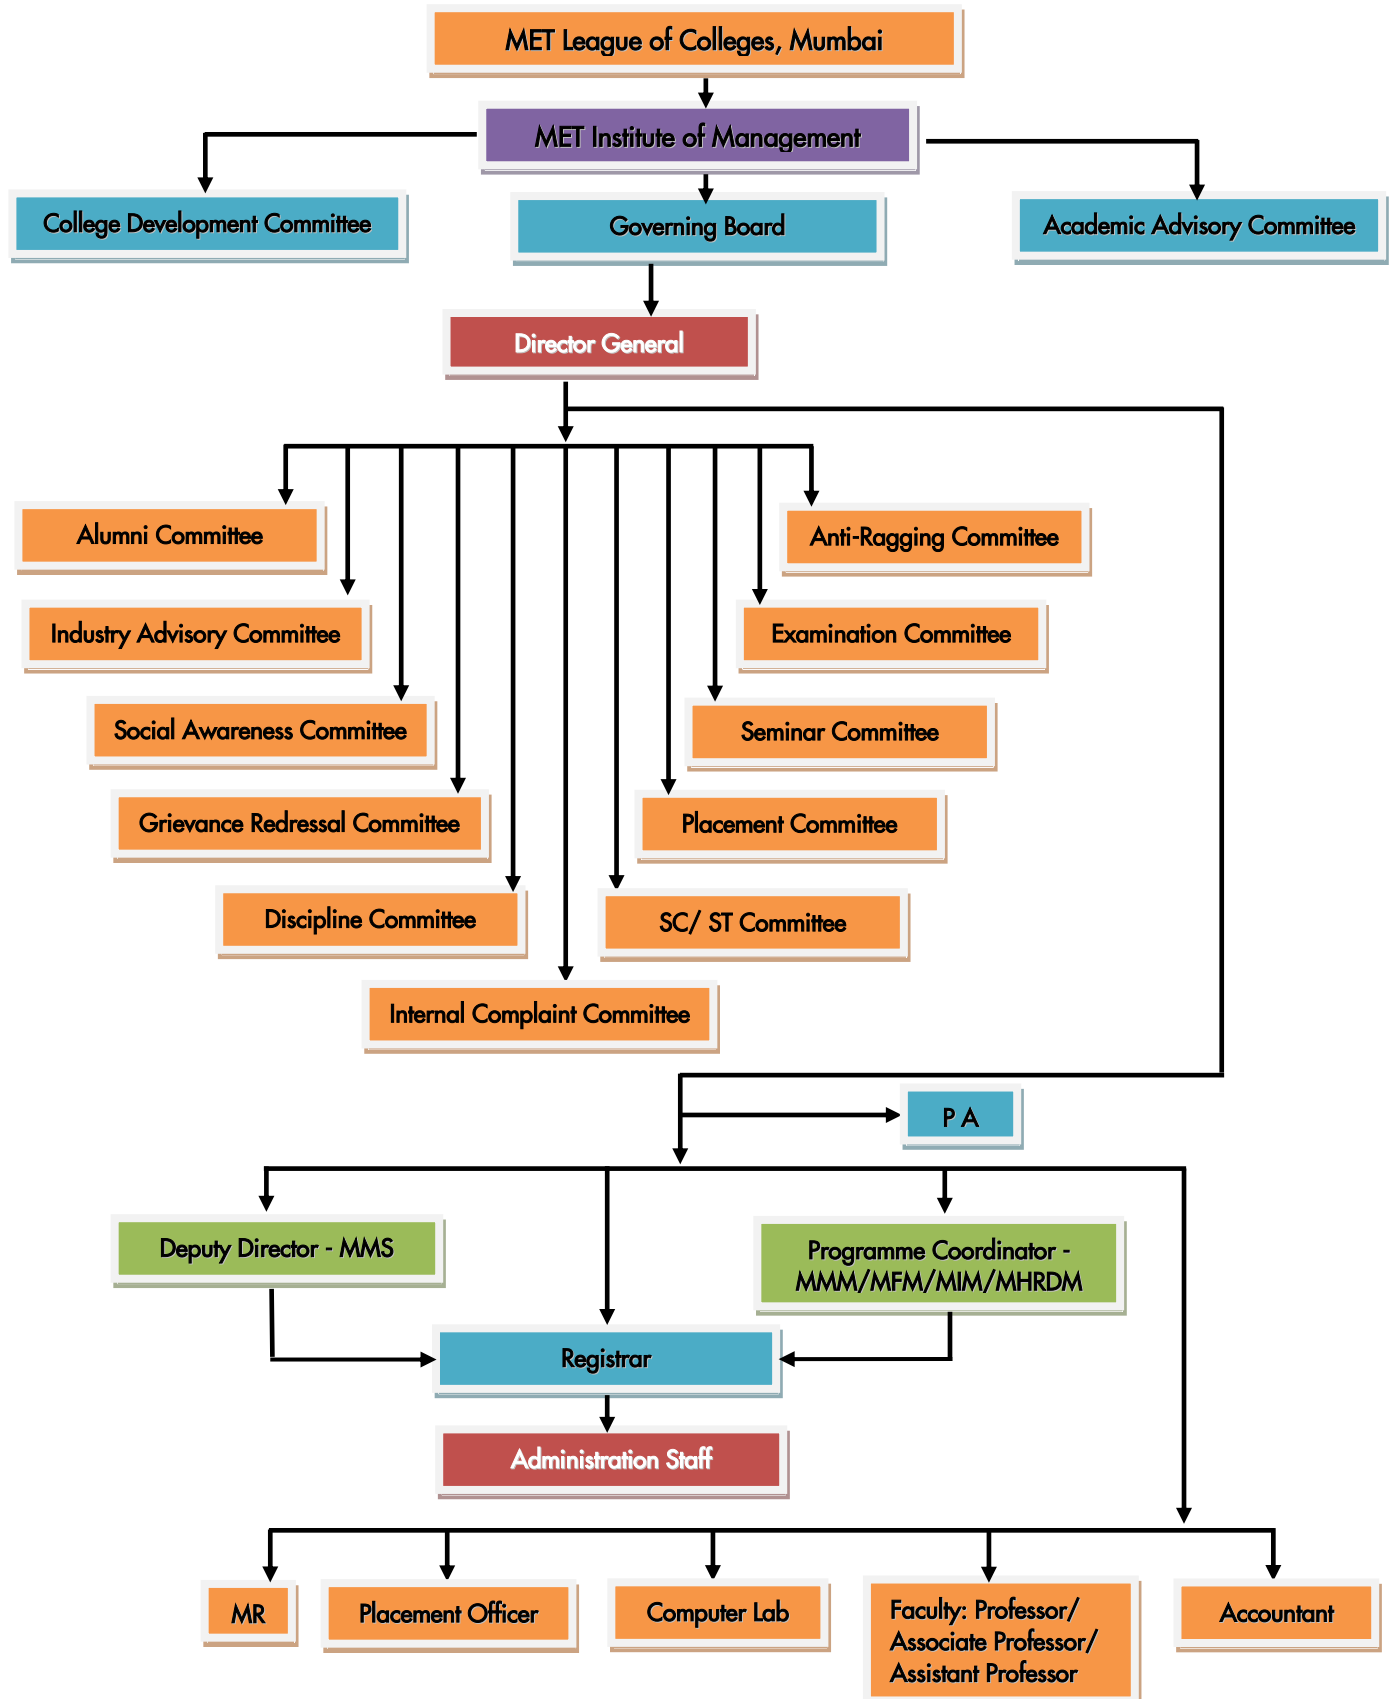 MET League of Colleges, Mumbai
MET Institute of Management
College Development Committee
Governing Board
Academic Advisory Committee
Director General
Alumni Committee
Anti-Ragging Committee
Industry Advisory Committee
Examination Committee
Social Awareness Committee
Seminar Committee
Grievance Redressal Committee
Placement Committee
Discipline Committee
SC/ ST Committee
Internal Complaint Committee
P A
Deputy Director - MMS
Programme Coordinator -
MMM/MFM/MIM/MHRDM
Registrar
Administration Staff
MR
Placement Officer
Computer Lab
Faculty: Professor/
Associate Professor/
Assistant Professor
Accountant